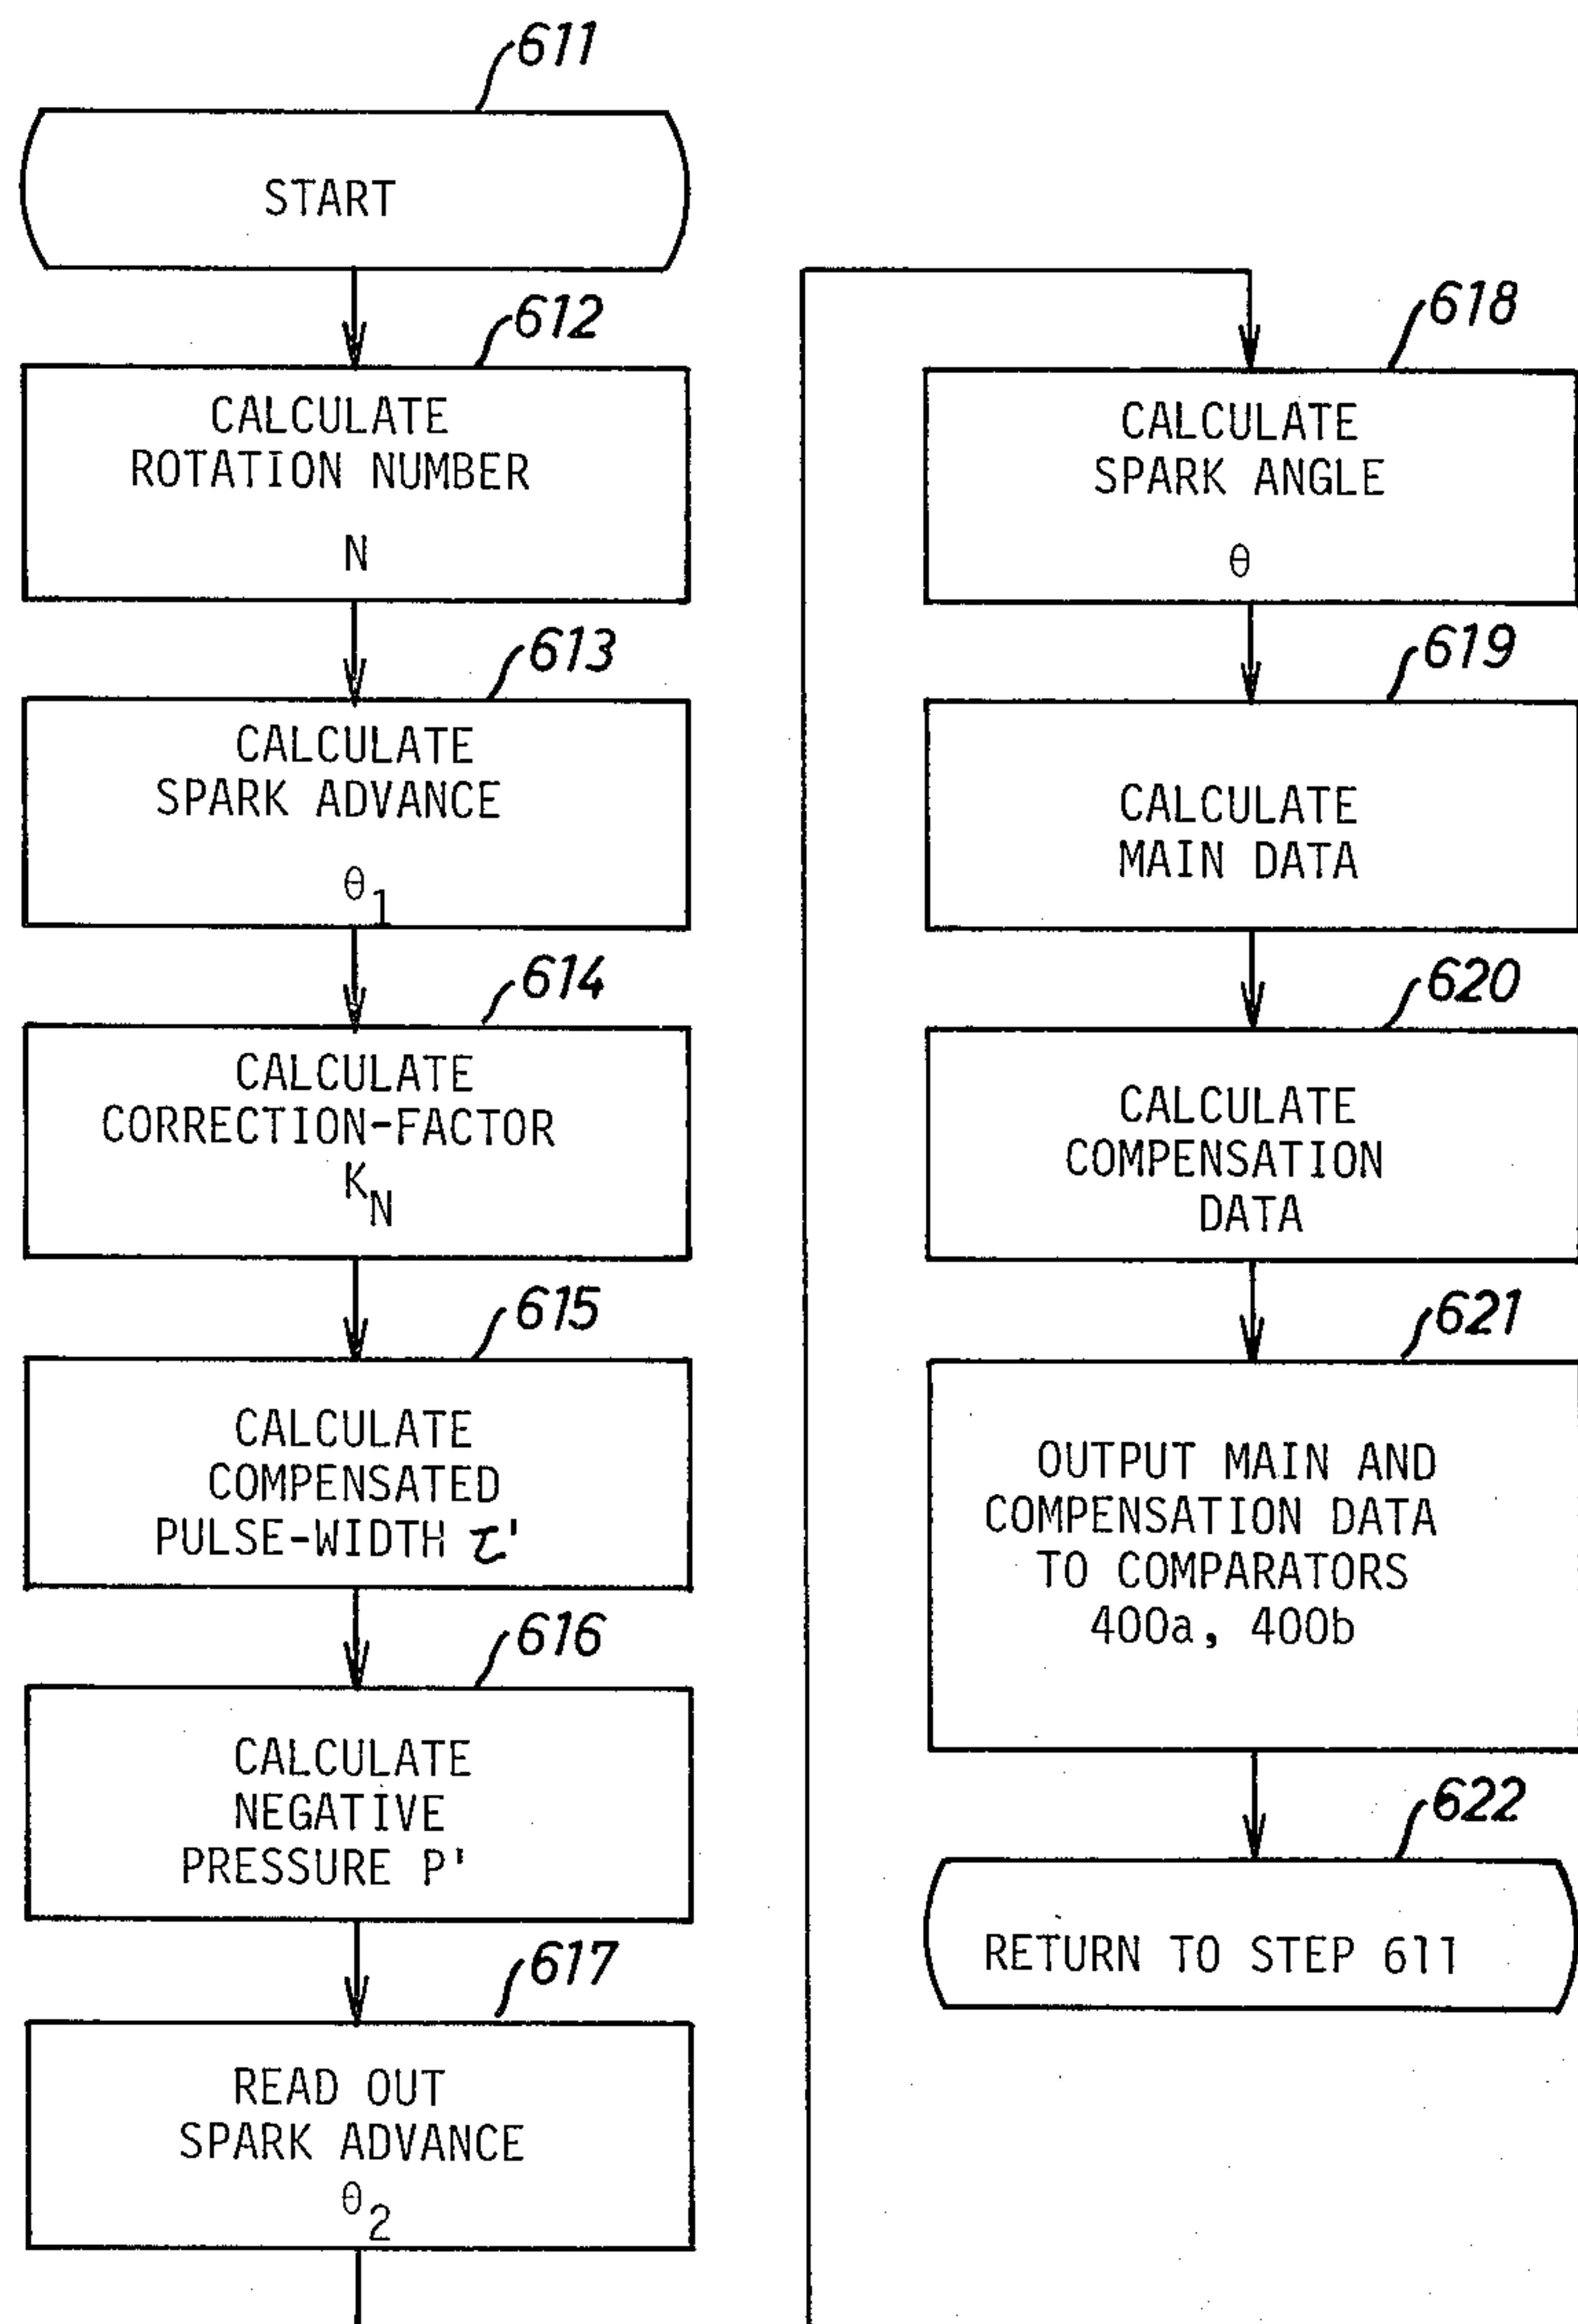 611
START
612
CALCULATE
ROTATION NUMBER
N
613
CALCULATE
SPARK ADVANCE
θ1
614
CALCULATE
CORRECTION-FACTOR
KN
615
CALCULATE
COMPENSATED
PULSE-WIDTH τ'
616
CALCULATE
NEGATIVE
PRESSURE P'
617
READ OUT
SPARK ADVANCE
θ2
618
CALCULATE
SPARK ANGLE
θ
619
CALCULATE
MAIN DATA
620
CALCULATE
COMPENSATION
DATA
621
OUTPUT MAIN AND
COMPENSATION DATA
TO COMPARATORS
400a, 400b
622
RETURN TO STEP 611